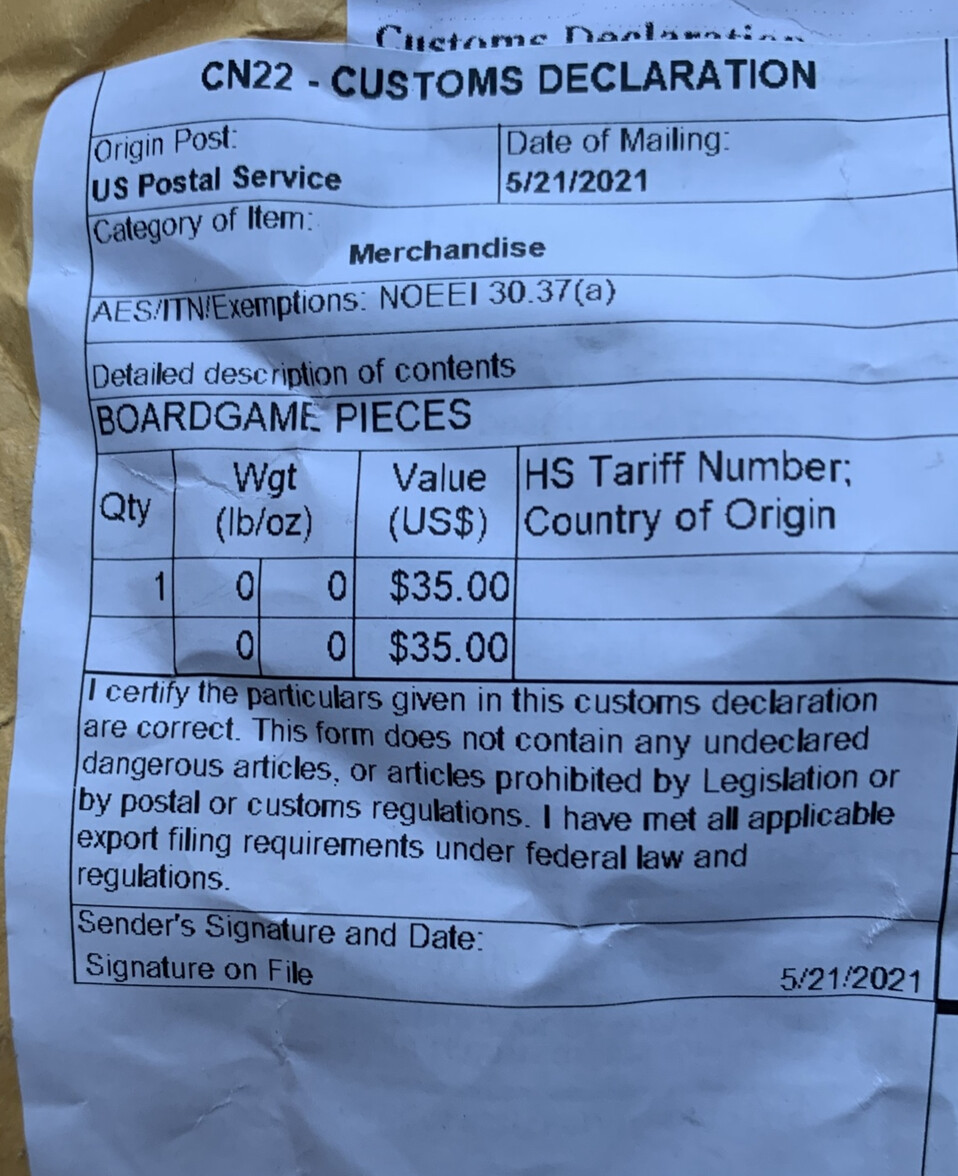 Customs Declaration
CN22 - CUSTOMS DECLARATION
Origin Post:
US Postal Service
Date of Mailing:
5/21/2021
Category of Item:
Merchandise
AES/ITN/Exemptions: NOEEI 30.37(a)
Detailed description of contents
BOARDGAME PIECES
Qty
Wgt
(lb/oz)
Value
(US$)
HS Tariff Number;
Country of Origin
1 0 0 $35.00
0 0 $35.00
I certify the particulars given in this customs declaration
are correct. This form does not contain any undeclared
dangerous articles, or articles prohibited by Legislation or
by postal or customs regulations. I have met all applicable
export filing requirements under federal law and
regulations.
Sender's Signature and Date:
Signature on File 5/21/2021